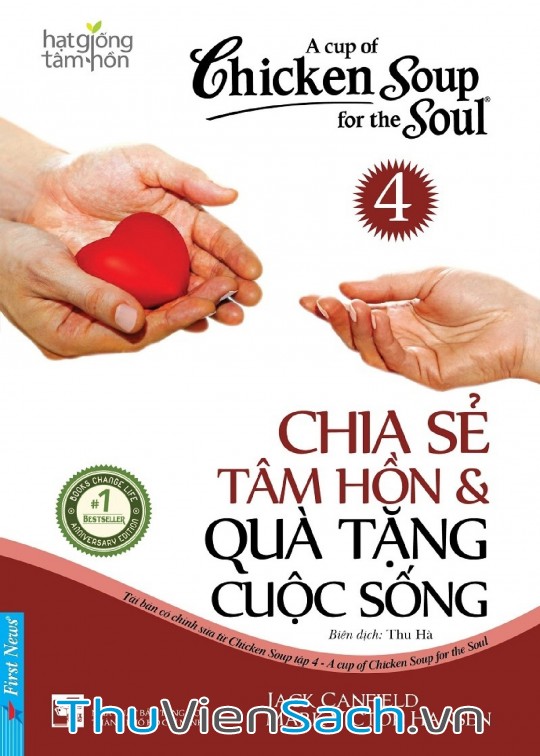 hạt giống
tâm hồn
A cup of
Chicken Soup
for the Soul®
4
CHIA SẺ
TÂM HỒN &
QUÀ TẶNG
CUỘC SỐNG
BOOKS CHANGE LIFE
#1
BESTSELLER
ANNIVERSARY EDITION
Biên dịch: Thu Hà
Tái bản có chỉnh sửa từ Chicken Soup tập 4 - A cup of Chicken Soup for the Soul
First News
JACK CANFIELD
ThuVienSach.vn